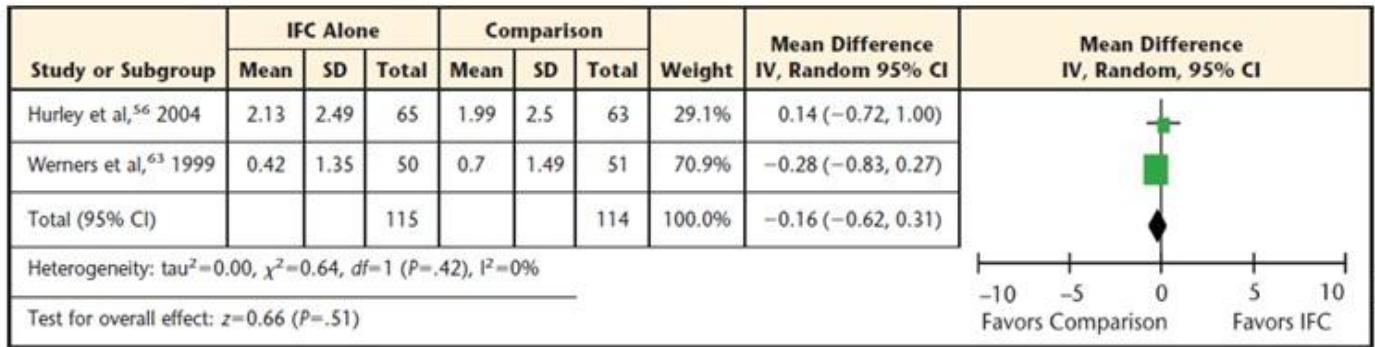 IFC Alone Comparison Mean Difference Mean Difference
Study or Subgroup Mean SD Total Mean SD Total Weight IV, Random 95% CI IV, Random, 95% CI
Hurley et al,⁵⁶ 2004 2.13 2.49 65 1.99 2.5 63 29.1% 0.14 (−0.72, 1.00)
Werners et al,⁶³ 1999 0.42 1.35 50 0.7 1.49 51 70.9% −0.28 (−0.83, 0.27)
Total (95% CI) 115 114 100.0% −0.16 (−0.62, 0.31)
Heterogeneity: tau²=0.00, χ²=0.64, df=1 (P=.42), I²=0%
Test for overall effect: z=0.66 (P=.51)
−10 −5 0 5 10
Favors Comparison Favors IFC